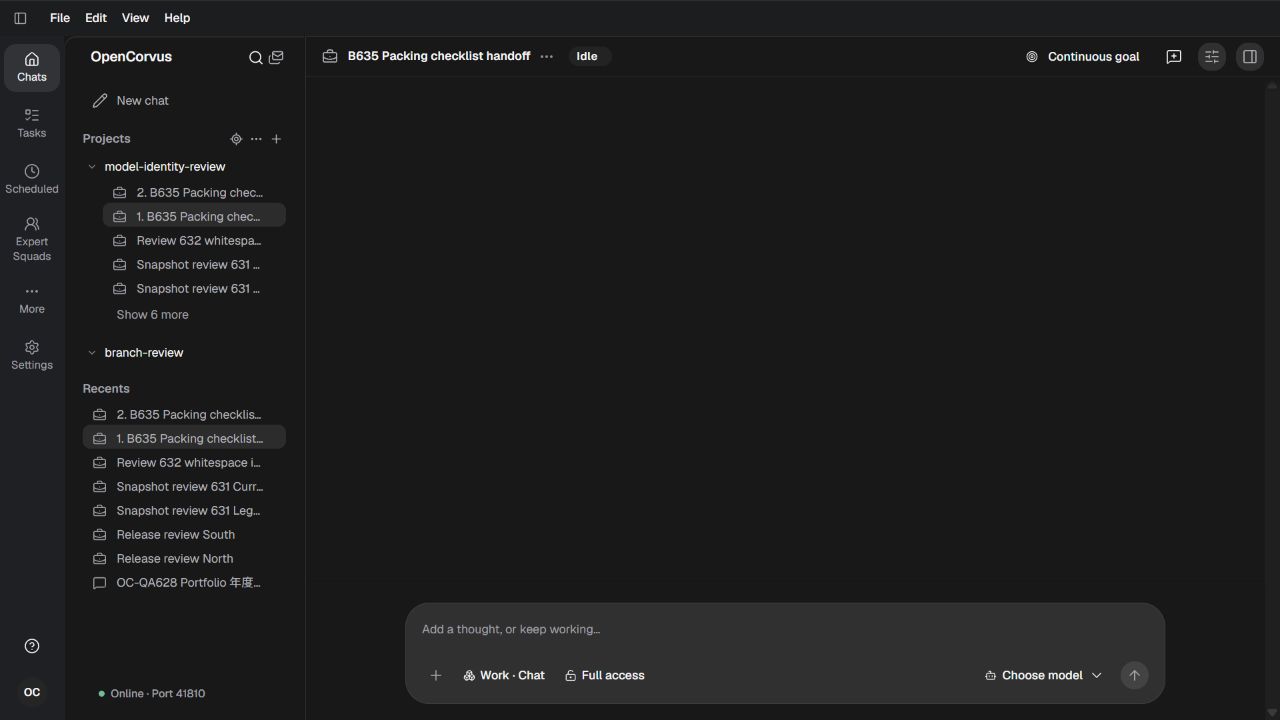 File Edit View Help
Chats
Tasks
Scheduled
Expert
Squads
More
Settings
OC
OpenCorvus
New chat
Projects
model-identity-review
2. B635 Packing chec...
1. B635 Packing chec...
Review 632 whitespa...
Snapshot review 631 ...
Snapshot review 631 ...
Show 6 more
branch-review
Recents
2. B635 Packing checklis...
1. B635 Packing checklist...
Review 632 whitespace i...
Snapshot review 631 Curr...
Snapshot review 631 Leg...
Release review South
Release review North
OC-QA628 Portfolio 年度...
Online · Port 41810
B635 Packing checklist handoff ··· Idle
Continuous goal
Add a thought, or keep working...
Work · Chat Full access Choose model